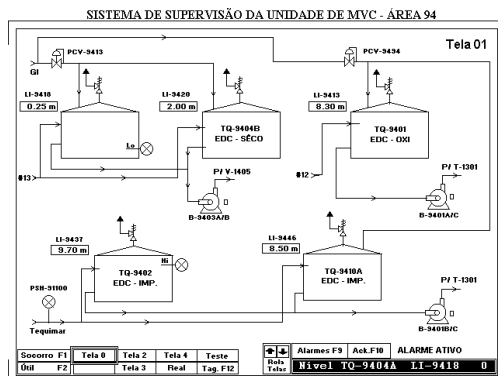 SISTEMA DE SUPERVISÃO DA UNIDADE DE MVC - ÁREA 94
Tela 01
PCV-9413
PCV-9434
GI
LI-9418
0.25 m
LI-9420
2.00 m
LI-9413
8.30 m
TQ-9404B
EDC - SÊCO
TQ-9401
EDC - OXI
Lo
#13
#12
P/ V-1405
P/ T-1301
B-9403A/B
B-9401A/C
LI-9437
9.70 m
LI-9446
8.50 m
TQ-9402
EDC - IMP.
Hi
TQ-9410A
EDC - IMP.
PSH-91100
P/ T-1301
Tequimar
B-9401B/C
Socorro F1 Tela 0 Tela 2 Tela 4 Teste
Útil F2 Tela 3 Real Tag. F12
Rola Telas
Alarmes F9 Ack.F10 ALARME ATIVO
Nível TQ-9404A LI-9418 0